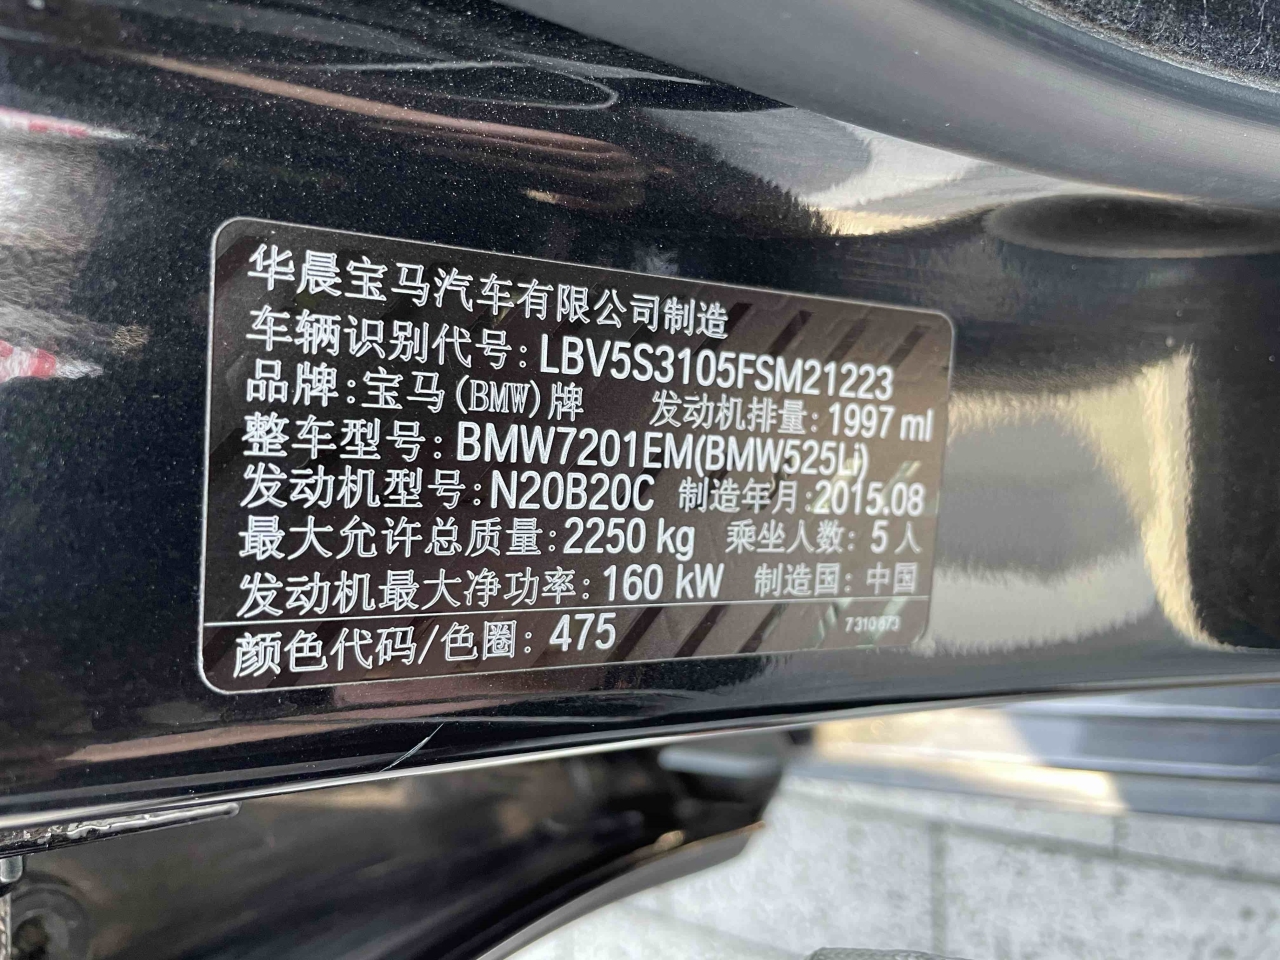 华晨宝马汽车有限公司制造
车辆识别代号:LBV5S3105FSM21223
品牌:宝马(BMW)牌 发动机排量:1997 ml
整车型号:BMW7201EM(BMW525Li)
发动机型号:N20B20C 制造年月:2015.08
最大允许总质量:2250 kg 乘坐人数:5人
发动机最大净功率:160 kW 制造国:中国
颜色代码/色圈:475 7310673